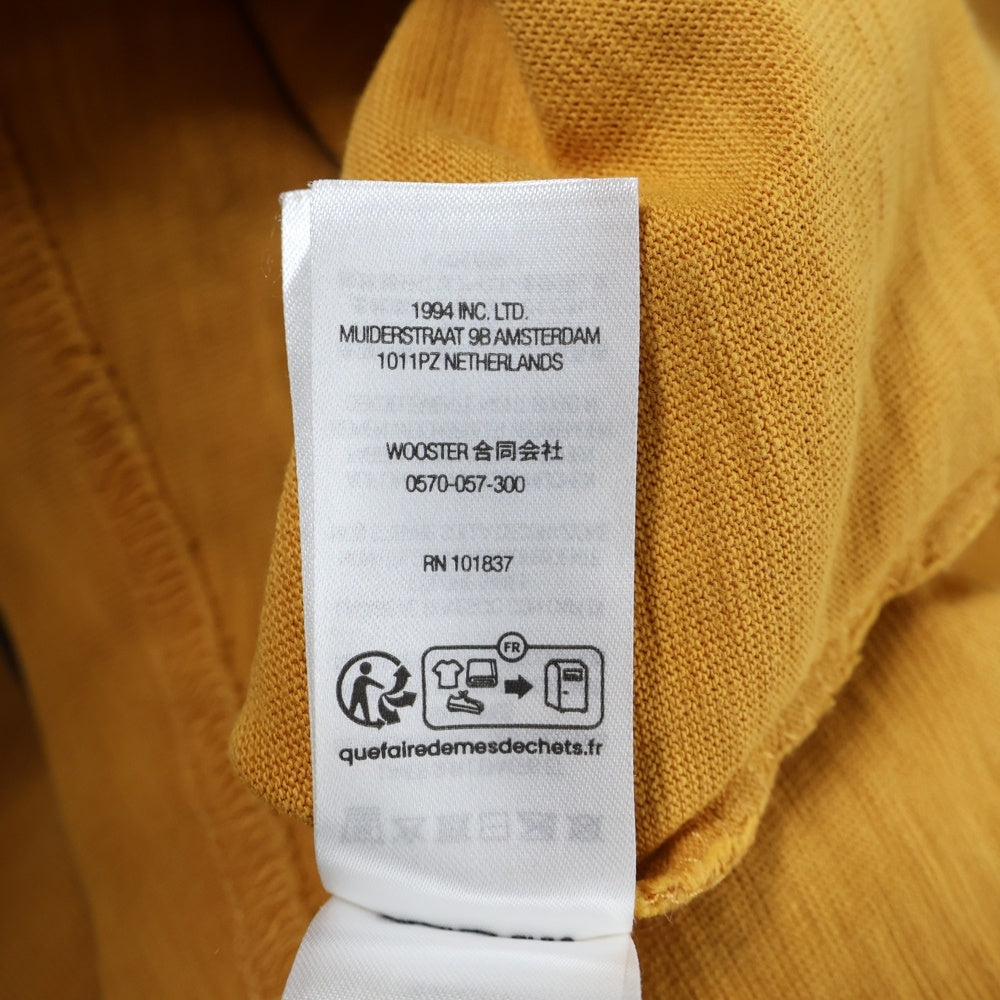 1994 INC. LTD.
MUIDERSTRAAT 9B AMSTERDAM
1011PZ NETHERLANDS
WOOSTER 合同会社
0570-057-300
RN 101837
FR
quefairedemesdechets.fr